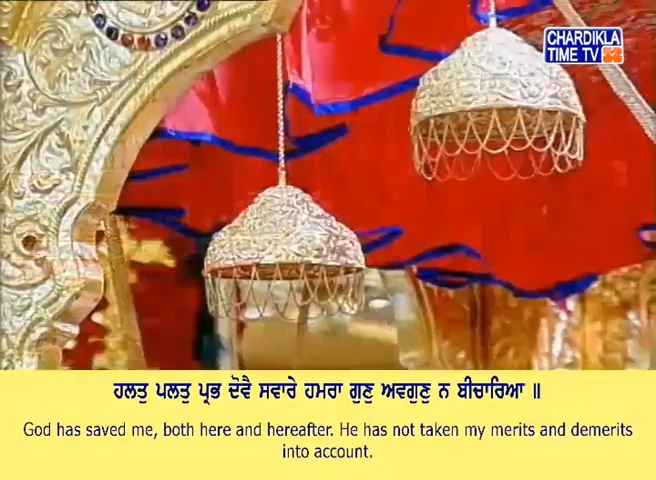 CHARDIKLA
TIME TV
ਹਲਤੁ ਪਲਤੁ ਪ੍ਰਭ ਦੋਵੈ ਸਵਾਰੇ ਹਮਰਾ ਗੁਣੁ ਅਵਗੁਣੁ ਨ ਬੀਚਾਰਿਆ ॥
God has saved me, both here and hereafter. He has not taken my merits and demerits
into account.